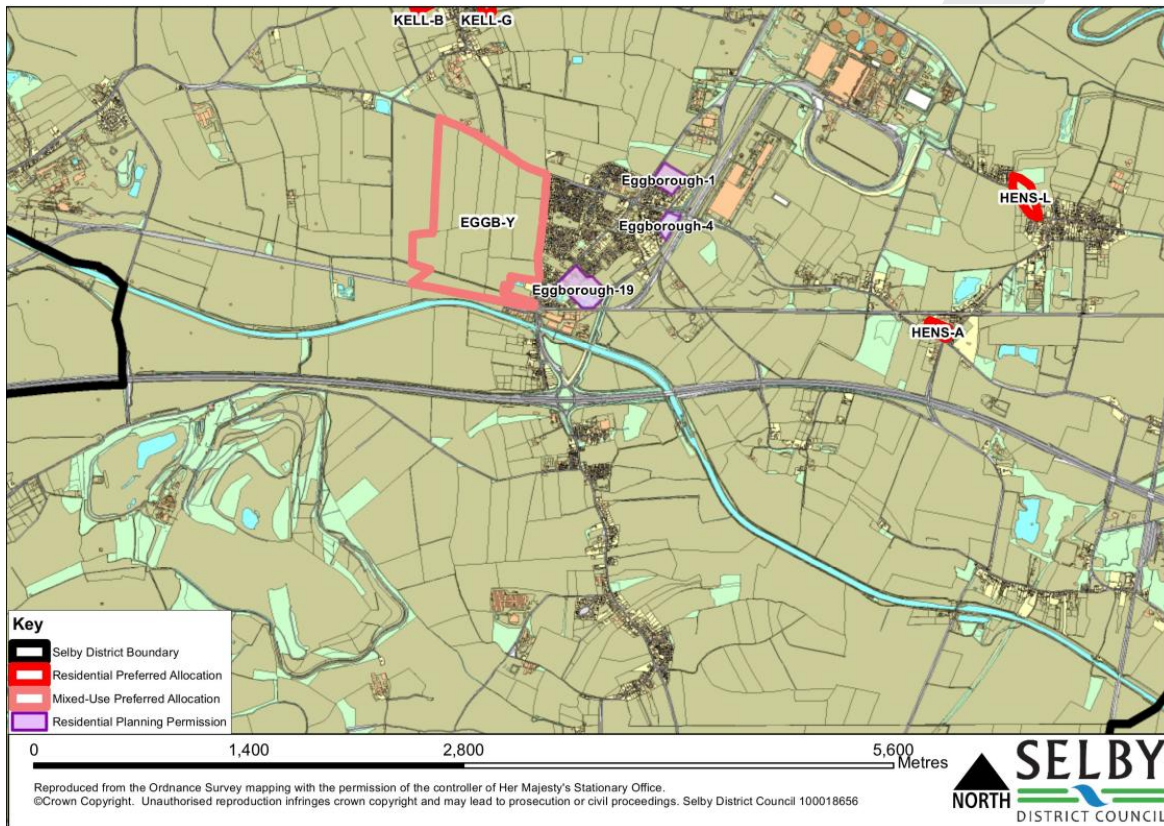 KELL-B KELL-G
Eggborough-1
HENS-L
EGGB-Y
Eggborough-4
Eggborough-19
HENS-A
Key
Selby District Boundary
Residential Preferred Allocation
Mixed-Use Preferred Allocation
Residential Planning Permission
0 1,400 2,800 5,600
Metres
Reproduced from the Ordnance Survey mapping with the permission of the controller of Her Majesty's Stationary Office.
©Crown Copyright. Unauthorised reproduction infringes crown copyright and may lead to prosecution or civil proceedings. Selby District Council 100018656
NORTH
SELBY
DISTRICT COUNCIL